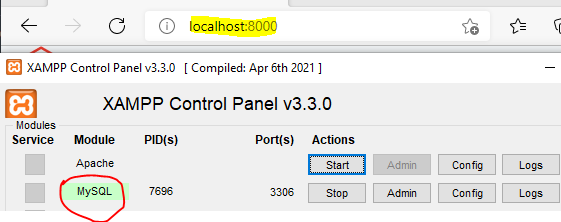 localhost:8000
XAMPP Control Panel v3.3.0 [ Compiled: Apr 6th 2021 ]
XAMPP Control Panel v3.3.0
Modules
Service Module PID(s) Port(s) Actions
Apache Start Admin Config Logs
MySQL 7696 3306 Stop Admin Config Logs